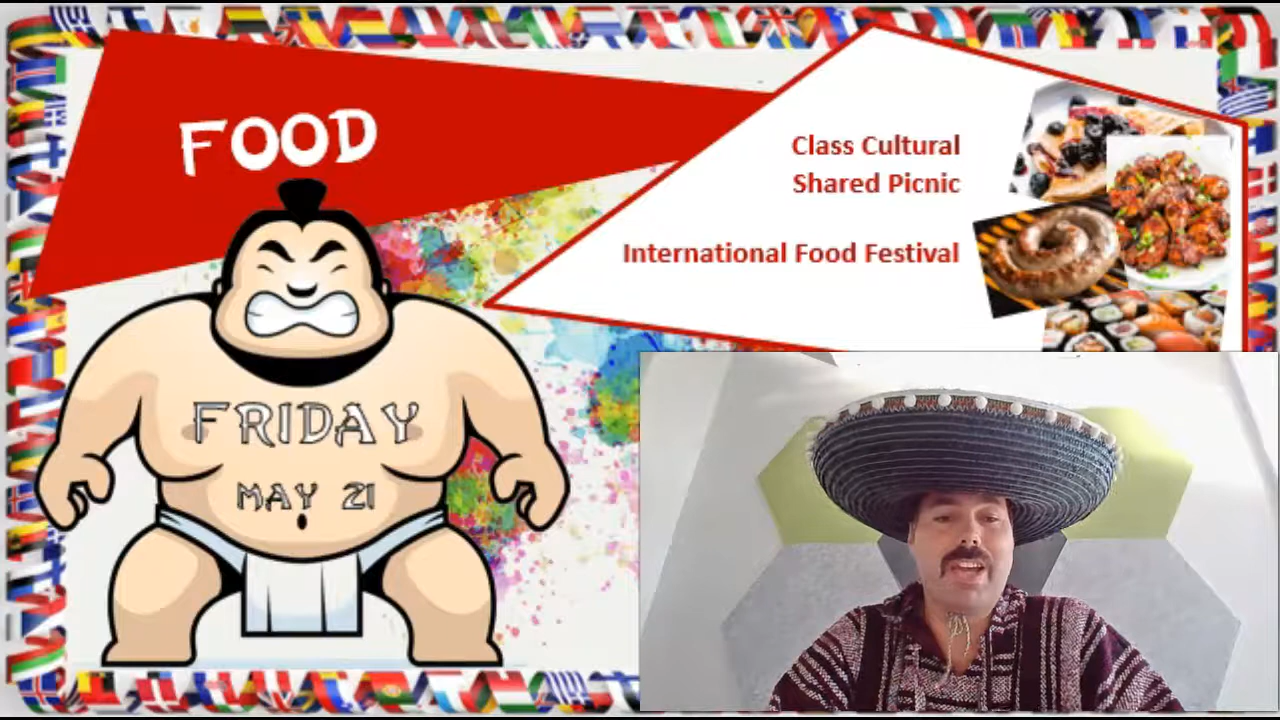 FOOD
Class Cultural
Shared Picnic
International Food Festival
FRIDAY
MAY 21